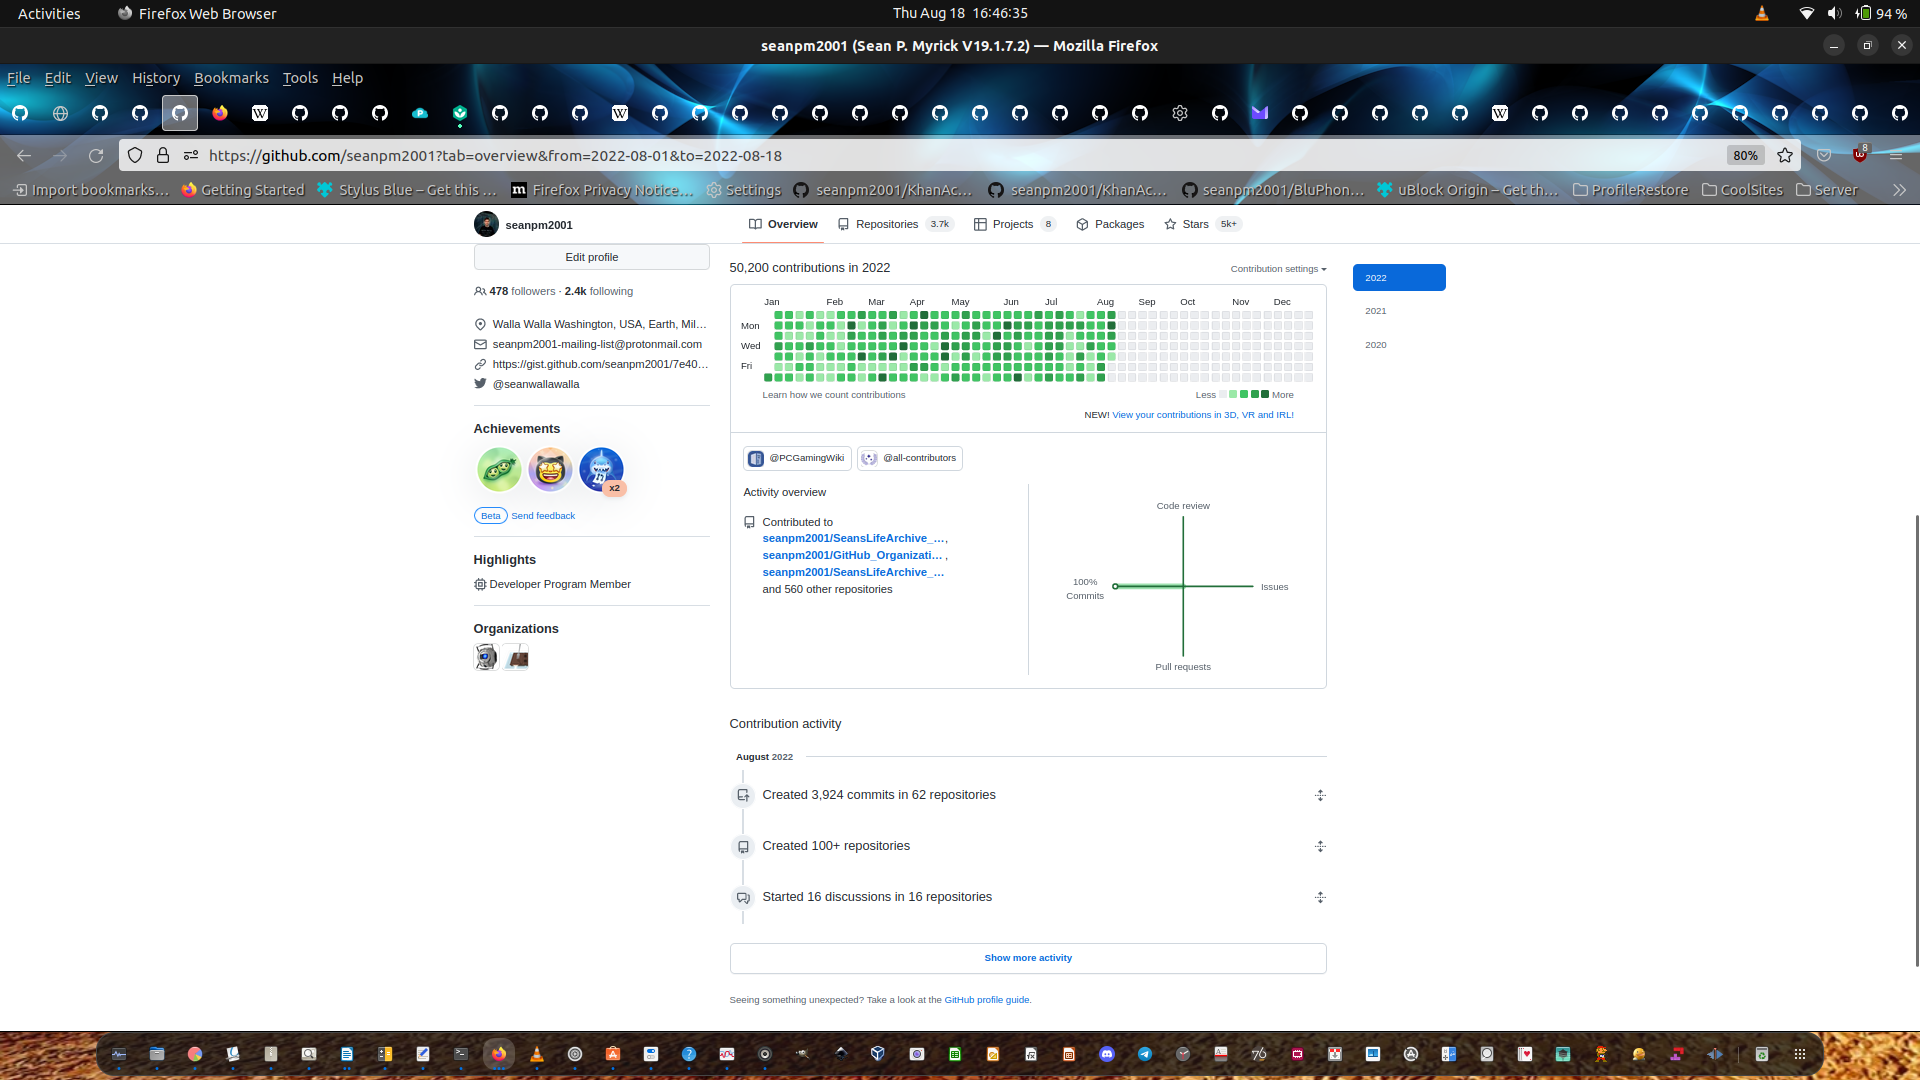 Activities
Firefox Web Browser
Thu Aug 18 16:46:35
94 %
seanpm2001 (Sean P. Myrick V19.1.7.2) — Mozilla Firefox
File Edit View History Bookmarks Tools Help
https://github.com/seanpm2001?tab=overview&from=2022-08-01&to=2022-08-18
80%
8
Import bookmarks…
Getting Started
Stylus Blue – Get this …
Firefox Privacy Notice…
Settings
seanpm2001/KhanAc…
seanpm2001/KhanAc…
seanpm2001/BluPhon…
uBlock Origin – Get th…
ProfileRestore
CoolSites
Server
seanpm2001
Overview
Repositories 3.7k
Projects 8
Packages
Stars 5k+
Edit profile
478 followers · 2.4k following
Walla Walla Washington, USA, Earth, Mil…
seanpm2001-mailing-list@protonmail.com
https://gist.github.com/seanpm2001/7e40…
@seanwallawalla
Achievements
x2
Beta Send feedback
Highlights
Developer Program Member
Organizations
50,200 contributions in 2022
Contribution settings
Jan Feb Mar Apr May Jun Jul Aug Sep Oct Nov Dec
Mon
Wed
Fri
Learn how we count contributions
Less More
NEW! View your contributions in 3D, VR and IRL!
@PCGamingWiki
@all-contributors
Activity overview
Contributed to
seanpm2001/SeansLifeArchive_…,
seanpm2001/GitHub_Organizati… ,
seanpm2001/SeansLifeArchive_…
and 560 other repositories
Code review
100%
Commits
Issues
Pull requests
2022
2021
2020
Contribution activity
August 2022
Created 3,924 commits in 62 repositories
Created 100+ repositories
Started 16 discussions in 16 repositories
Show more activity
Seeing something unexpected? Take a look at the GitHub profile guide.